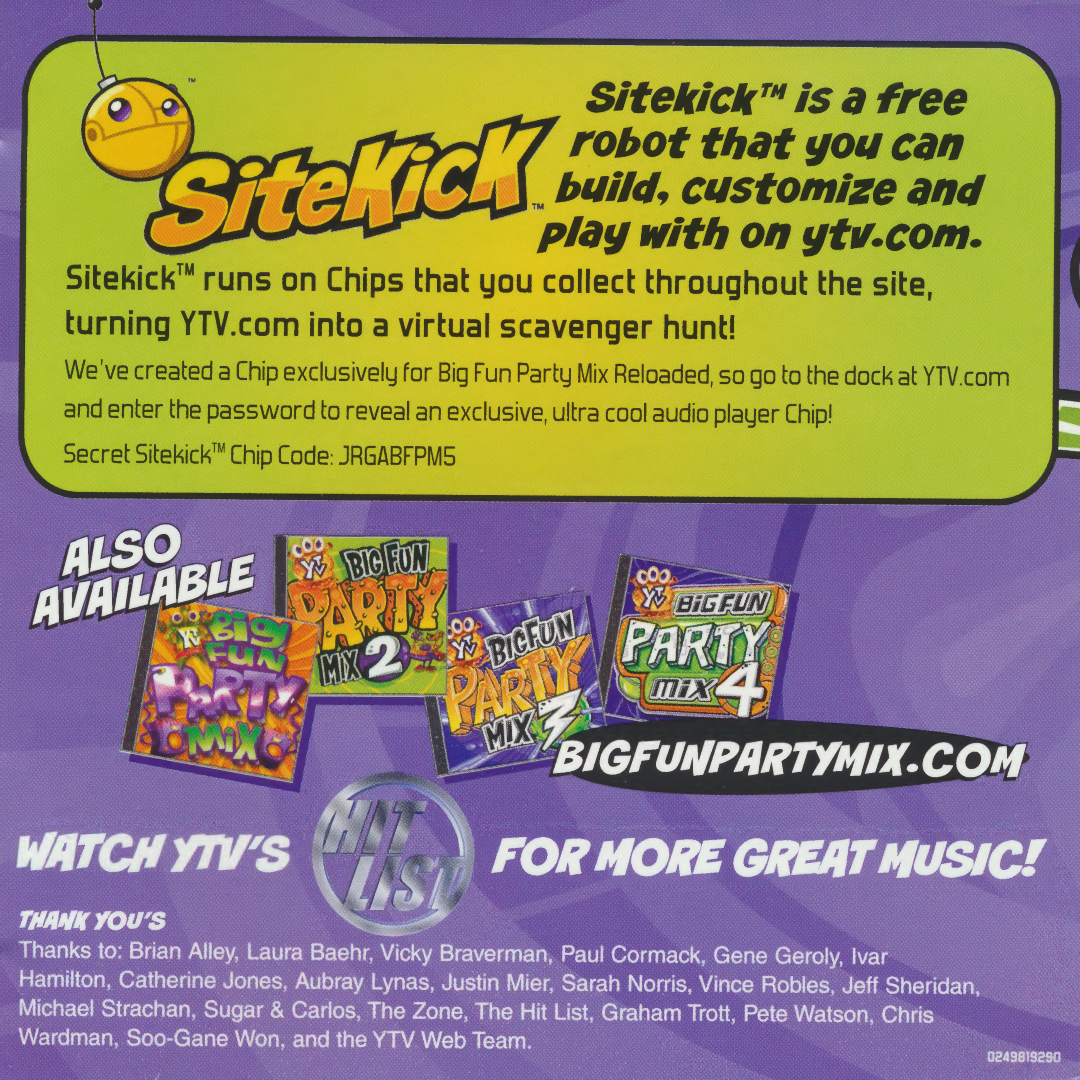 SiteKick™
Sitekick™ is a free
robot that you can
build, customize and
play with on ytv.com.
Sitekick™ runs on Chips that you collect throughout the site,
turning YTV.com into a virtual scavenger hunt!
We've created a Chip exclusively for Big Fun Party Mix Reloaded, so go to the dock at YTV.com
and enter the password to reveal an exclusive, ultra cool audio player Chip!
Secret Sitekick™ Chip Code: JRGABFPM5
ALSO
AVAILABLE
YTV
BIG
FUN
PARTY
MIX
YTV
BIG FUN
PARTY
MIX 2
YTV
BIG FUN
PARTY
MIX 3
YTV
BIG FUN
PARTY
MIX 4
BIGFUNPARTYMIX.COM
WATCH YTV'S
HIT
LIST
FOR MORE GREAT MUSIC!
THANK YOU'S
Thanks to: Brian Alley, Laura Baehr, Vicky Braverman, Paul Cormack, Gene Geroly, Ivar
Hamilton, Catherine Jones, Aubray Lynas, Justin Mier, Sarah Norris, Vince Robles, Jeff Sheridan,
Michael Strachan, Sugar & Carlos, The Zone, The Hit List, Graham Trott, Pete Watson, Chris
Wardman, Soo-Gane Won, and the YTV Web Team.
0249819290